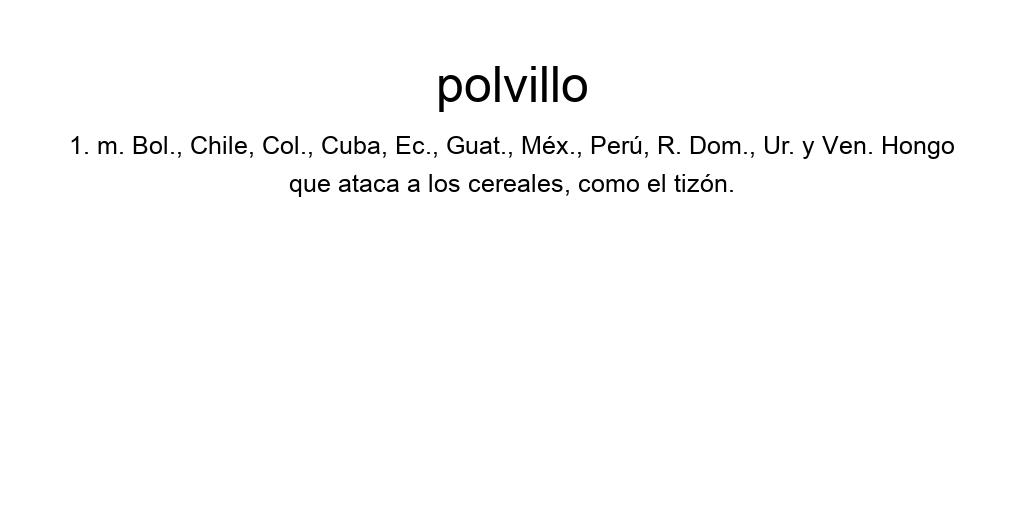 polvillo
1. m. Bol., Chile, Col., Cuba, Ec., Guat., Méx., Perú, R. Dom., Ur. y Ven. Hongo
que ataca a los cereales, como el tizón.